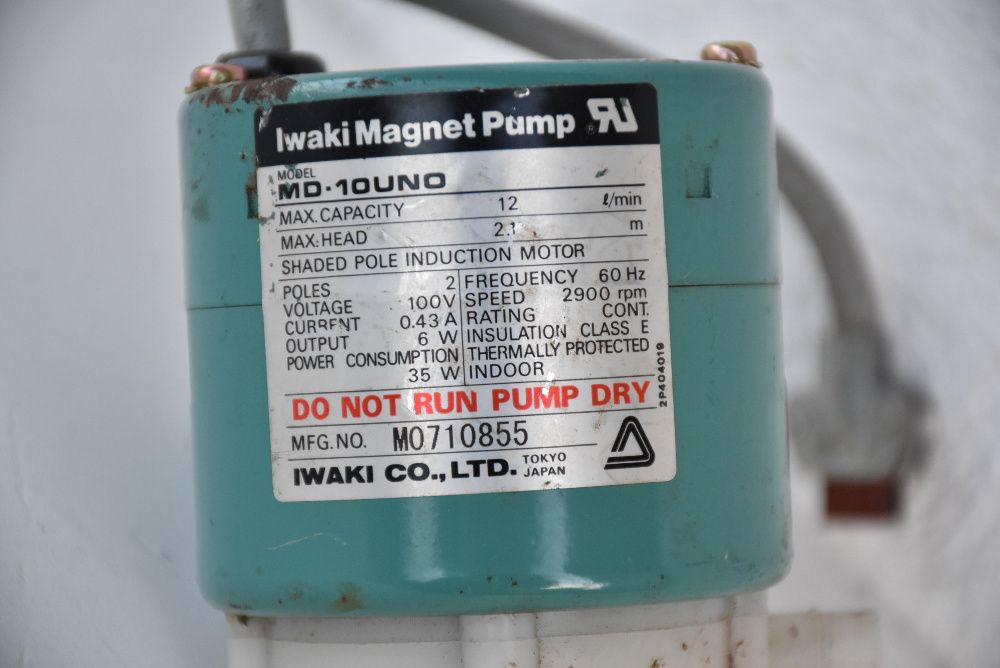 Iwaki Magnet Pump ®
MODEL
MD-10UNO
MAX. CAPACITY 12 ℓ/min
MAX. HEAD 2.1 m
SHADED POLE INDUCTION MOTOR
POLES 2 FREQUENCY 60 Hz
VOLTAGE 100V SPEED 2900 rpm
CURRENT 0.43 A RATING CONT.
OUTPUT 6 W INSULATION CLASS E
POWER CONSUMPTION THERMALLY PROTECTED
35 W INDOOR
2P404019
DO NOT RUN PUMP DRY
MFG.NO. M0710855
IWAKI CO.,LTD. TOKYO
JAPAN